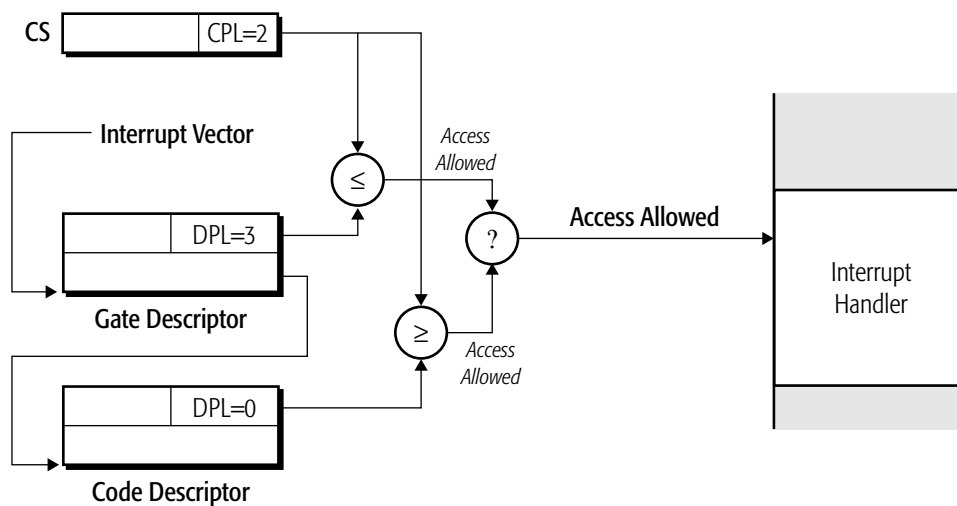 CS
CPL=2
Interrupt Vector
Access
Allowed
≤
DPL=3
?
Access Allowed
Interrupt
Handler
Gate Descriptor
≥
Access
Allowed
DPL=0
Code Descriptor